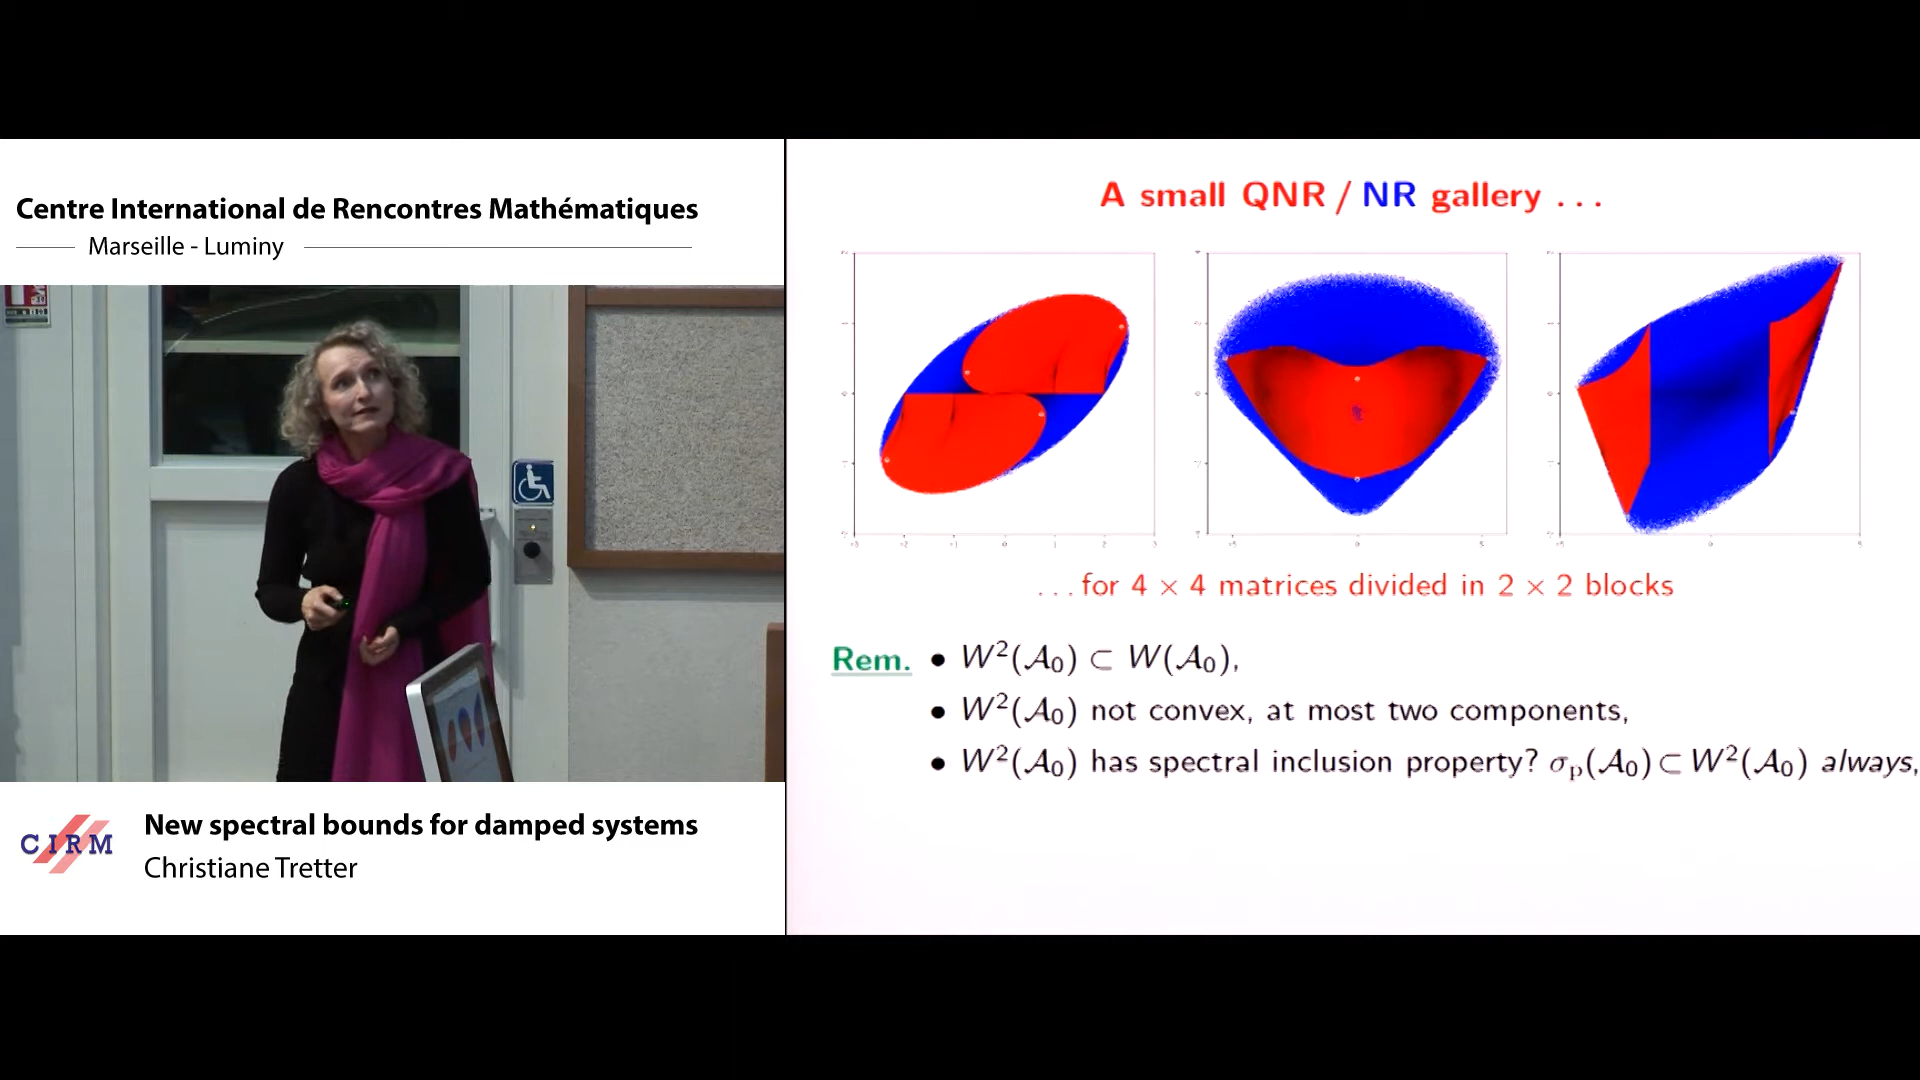 Centre International de Rencontres Mathématiques
Marseille - Luminy
CIRM
New spectral bounds for damped systems
Christiane Tretter
A small QNR / NR gallery ...
... for 4 × 4 matrices divided in 2 × 2 blocks
Rem. • W²(𝒜₀) ⊂ W(𝒜₀),
• W²(𝒜₀) not convex, at most two components,
• W²(𝒜₀) has spectral inclusion property? σₚ(𝒜₀) ⊂ W²(𝒜₀) always,